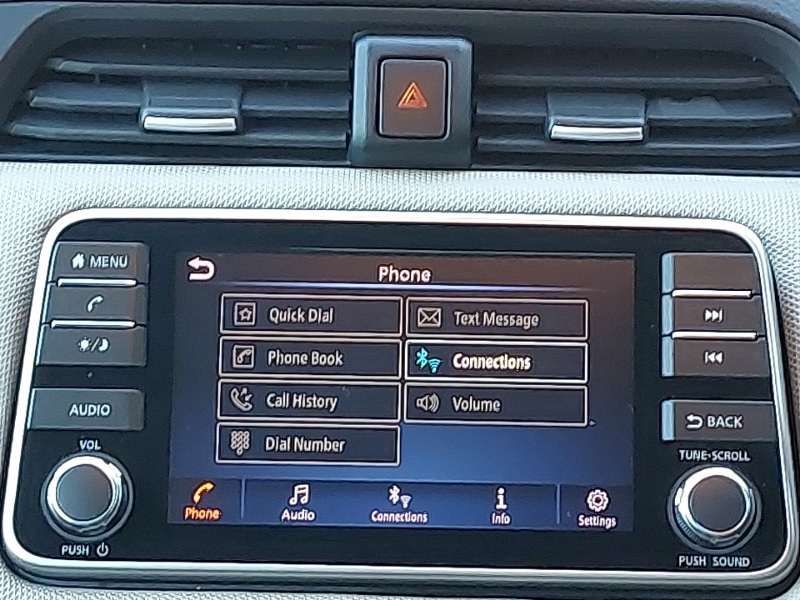 MENU
AUDIO
VOL
PUSH
Phone
Quick Dial
Text Message
Phone Book
Connections
Call History
Volume
Dial Number
Phone
Audio
Connections
Info
Settings
BACK
TUNE·SCROLL
PUSH SOUND